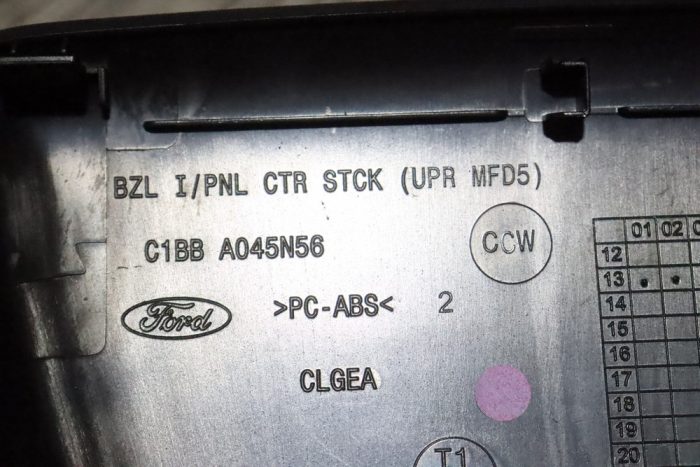 BZL I/PNL CTR STCK (UPR MFD5)
C1BB A045N56
CCW
Ford
>PC-ABS< 2
CLGEA
T1
01 02
12
13
14
15
16
17
18
19
20